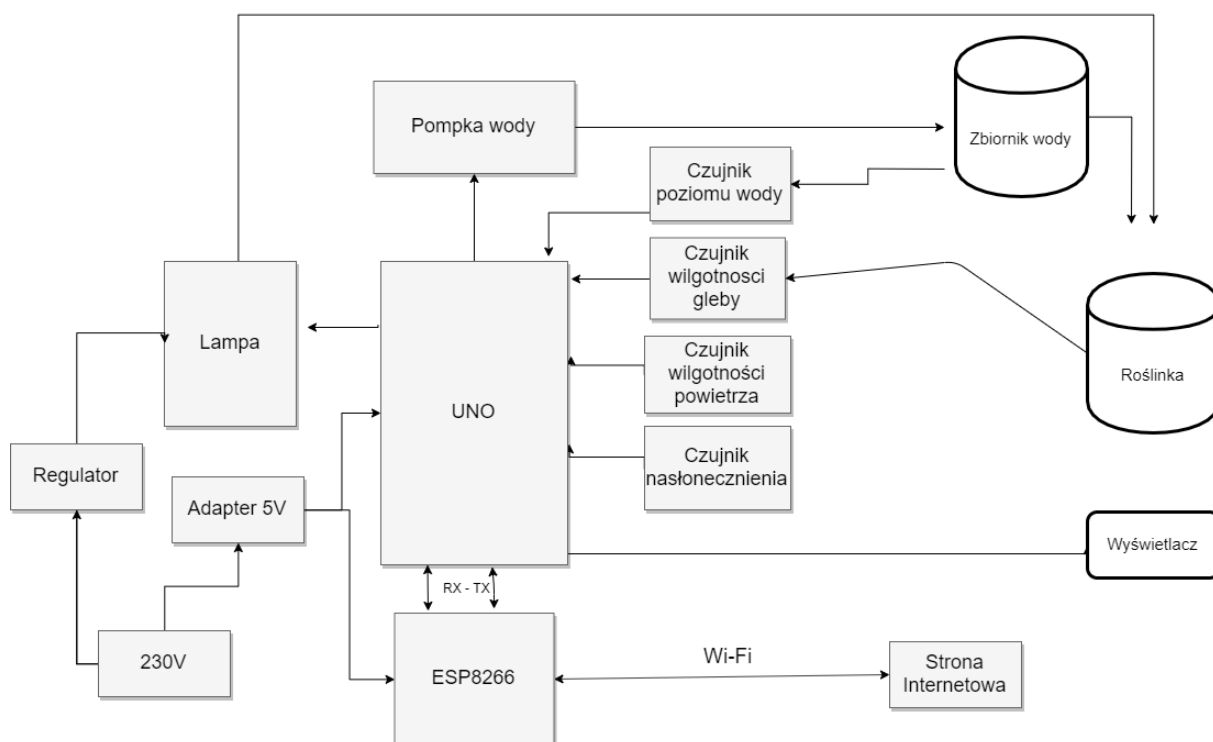 Pompka wody
Zbiornik wody
Czujnik
poziomu wody
Czujnik
wilgotnosci
gleby
Lampa
UNO
Czujnik
wilgotności
powietrza
Roślinka
Regulator
Czujnik
nasłonecznienia
Adapter 5V
Wyświetlacz
RX - TX
230V
ESP8266
Wi-Fi
Strona
Internetowa